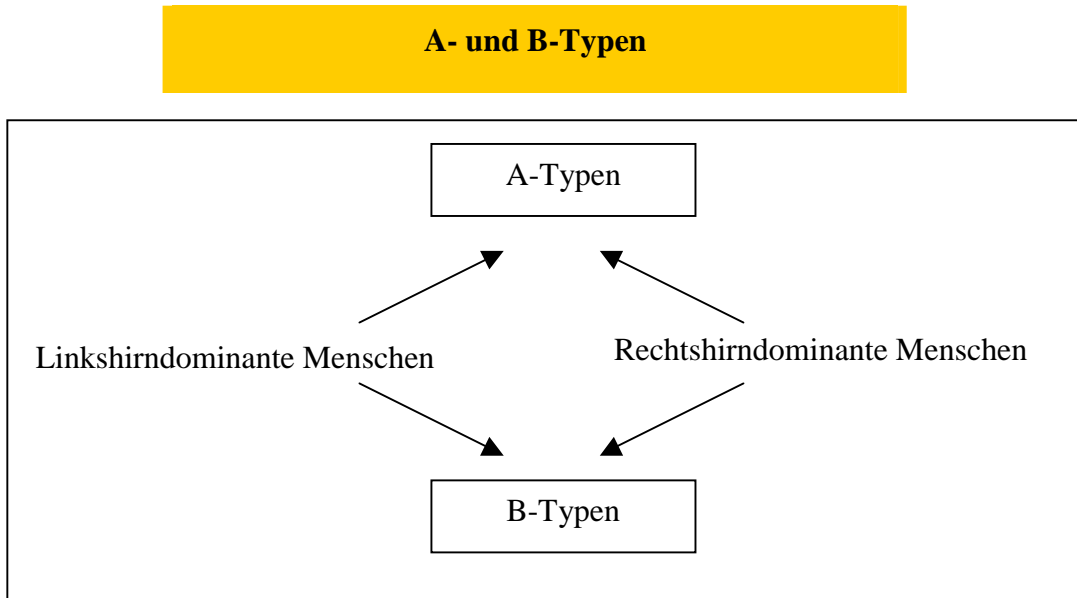 A- und B-Typen
A-Typen
Linkshirndominante Menschen
Rechtshirndominante Menschen
B-Typen